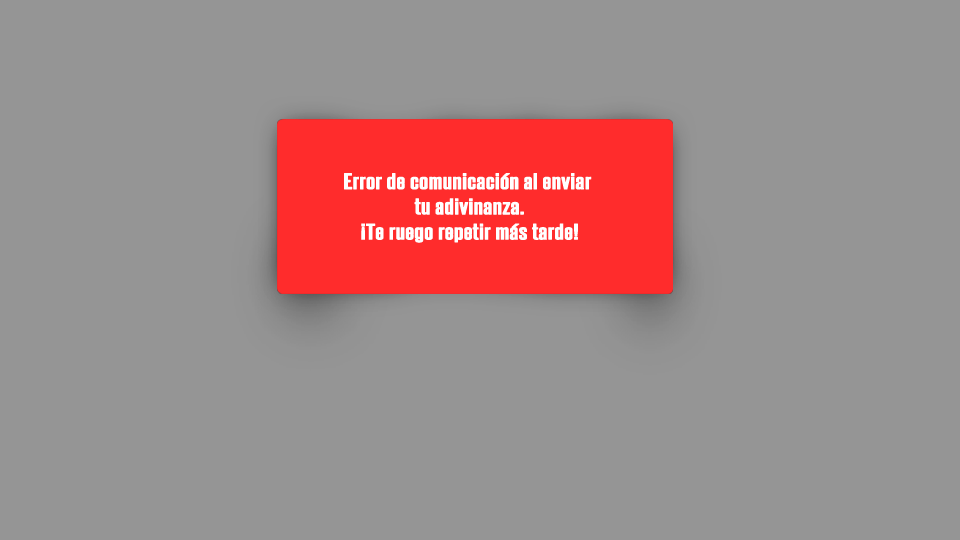 Error de comunicación al enviar
tu adivinanza.
¡Te ruego repetir más tarde!